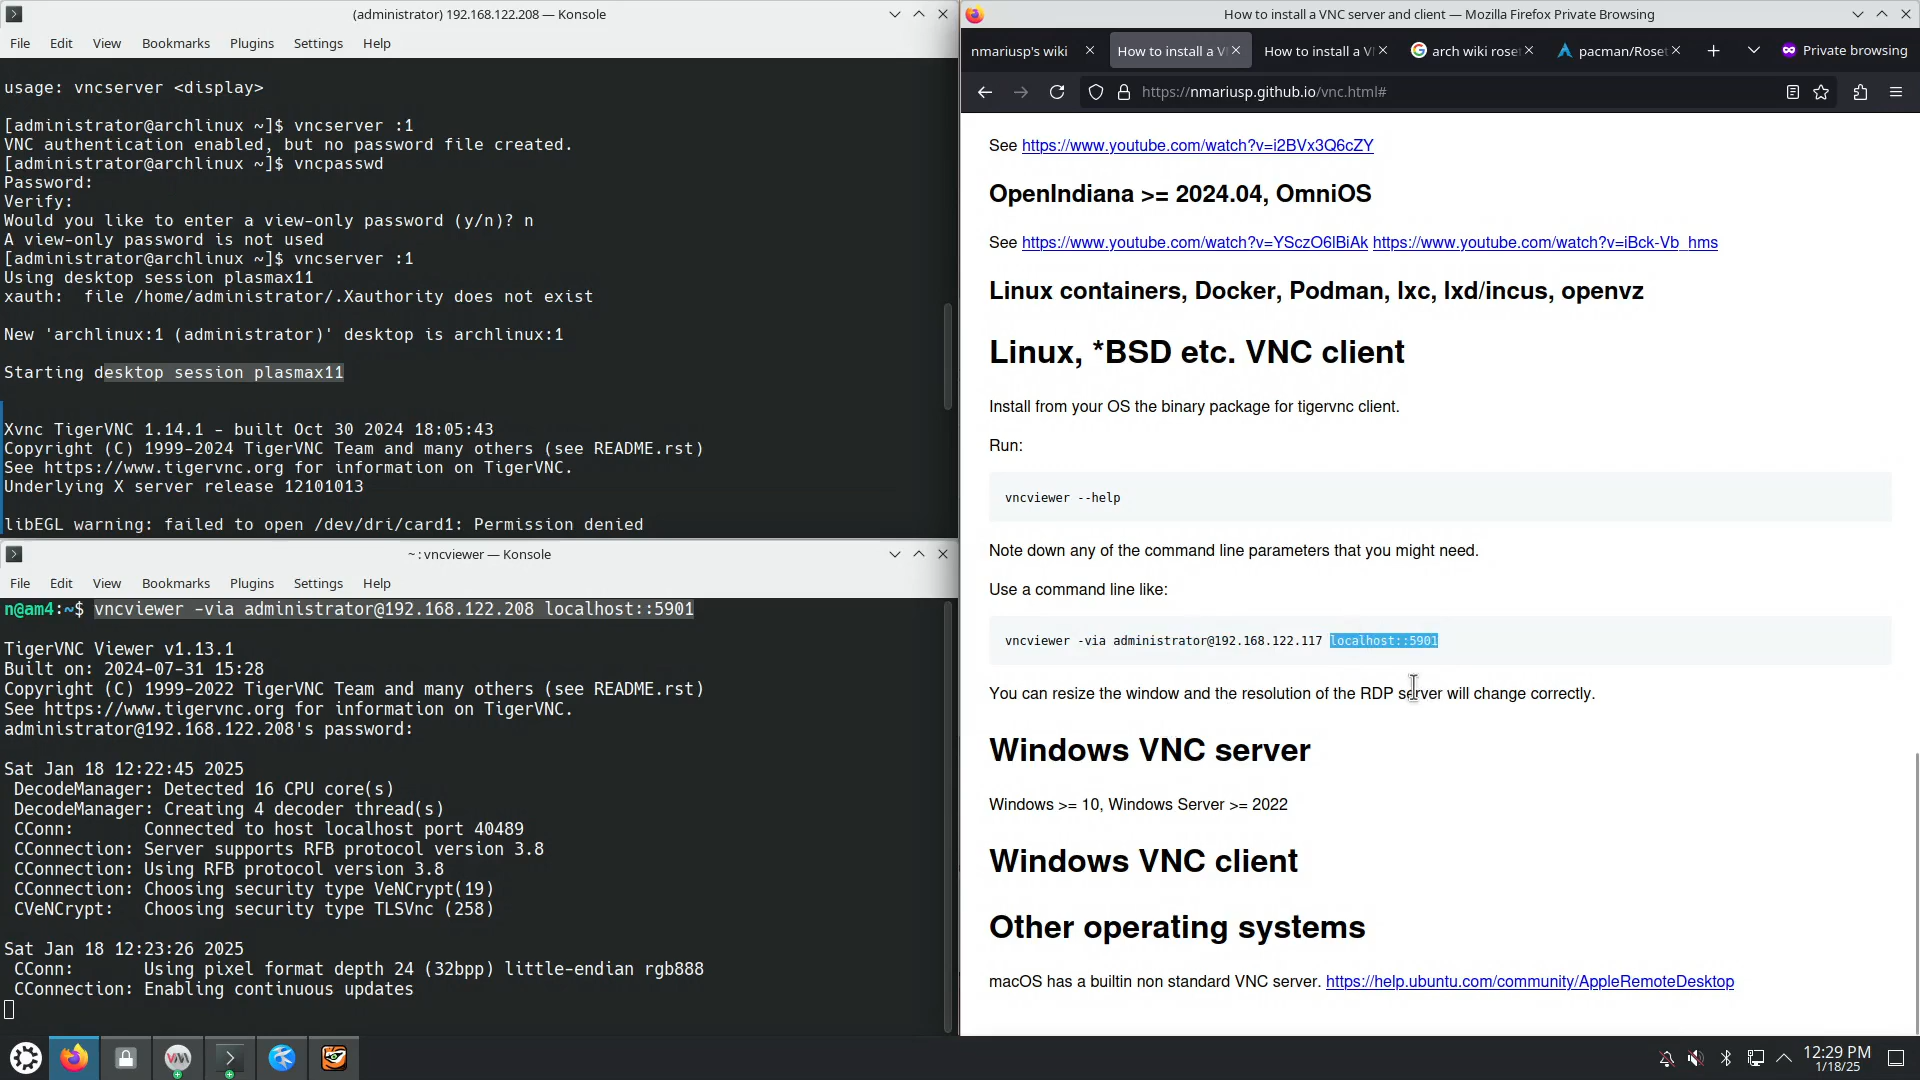 (administrator) 192.168.122.208 — Konsole
File Edit View Bookmarks Plugins Settings Help
usage: vncserver <display>
[administrator@archlinux ~]$ vncserver :1
VNC authentication enabled, but no password file created.
[administrator@archlinux ~]$ vncpasswd
Password:
Verify:
Would you like to enter a view-only password (y/n)? n
A view-only password is not used
[administrator@archlinux ~]$ vncserver :1
Using desktop session plasmax11
xauth:  file /home/administrator/.Xauthority does not exist
New 'archlinux:1 (administrator)' desktop is archlinux:1
Starting desktop session plasmax11
Xvnc TigerVNC 1.14.1 - built Oct 30 2024 18:05:43
Copyright (C) 1999-2024 TigerVNC Team and many others (see README.rst)
See https://www.tigervnc.org for information on TigerVNC.
Underlying X server release 12101013
libEGL warning: failed to open /dev/dri/card1: Permission denied
~ : vncviewer — Konsole
File Edit View Bookmarks Plugins Settings Help
n@am4:~$ vncviewer -via administrator@192.168.122.208 localhost::5901
TigerVNC Viewer v1.13.1
Built on: 2024-07-31 15:28
Copyright (C) 1999-2022 TigerVNC Team and many others (see README.rst)
See https://www.tigervnc.org for information on TigerVNC.
administrator@192.168.122.208's password:
Sat Jan 18 12:22:45 2025
DecodeManager: Detected 16 CPU core(s)
DecodeManager: Creating 4 decoder thread(s)
CConn:       Connected to host localhost port 40489
CConnection: Server supports RFB protocol version 3.8
CConnection: Using RFB protocol version 3.8
CConnection: Choosing security type VeNCrypt(19)
CVeNCrypt:   Choosing security type TLSVnc (258)
Sat Jan 18 12:23:26 2025
CConn:       Using pixel format depth 24 (32bpp) little-endian rgb888
CConnection: Enabling continuous updates
How to install a VNC server and client — Mozilla Firefox Private Browsing
nmariusp's wiki How to install a V How to install a V arch wiki roset pacman/Roset Private browsing
https://nmariusp.github.io/vnc.html#
See https://www.youtube.com/watch?v=i2BVx3Q6cZY
OpenIndiana >= 2024.04, OmniOS
See https://www.youtube.com/watch?v=YSczO6lBiAk https://www.youtube.com/watch?v=iBck-Vb_hms
Linux containers, Docker, Podman, lxc, lxd/incus, openvz
Linux, *BSD etc. VNC client
Install from your OS the binary package for tigervnc client.
Run:
vncviewer --help
Note down any of the command line parameters that you might need.
Use a command line like:
vncviewer -via administrator@192.168.122.117 localhost::5901
You can resize the window and the resolution of the RDP server will change correctly.
Windows VNC server
Windows >= 10, Windows Server >= 2022
Windows VNC client
Other operating systems
macOS has a builtin non standard VNC server. https://help.ubuntu.com/community/AppleRemoteDesktop
12:29 PM
1/18/25